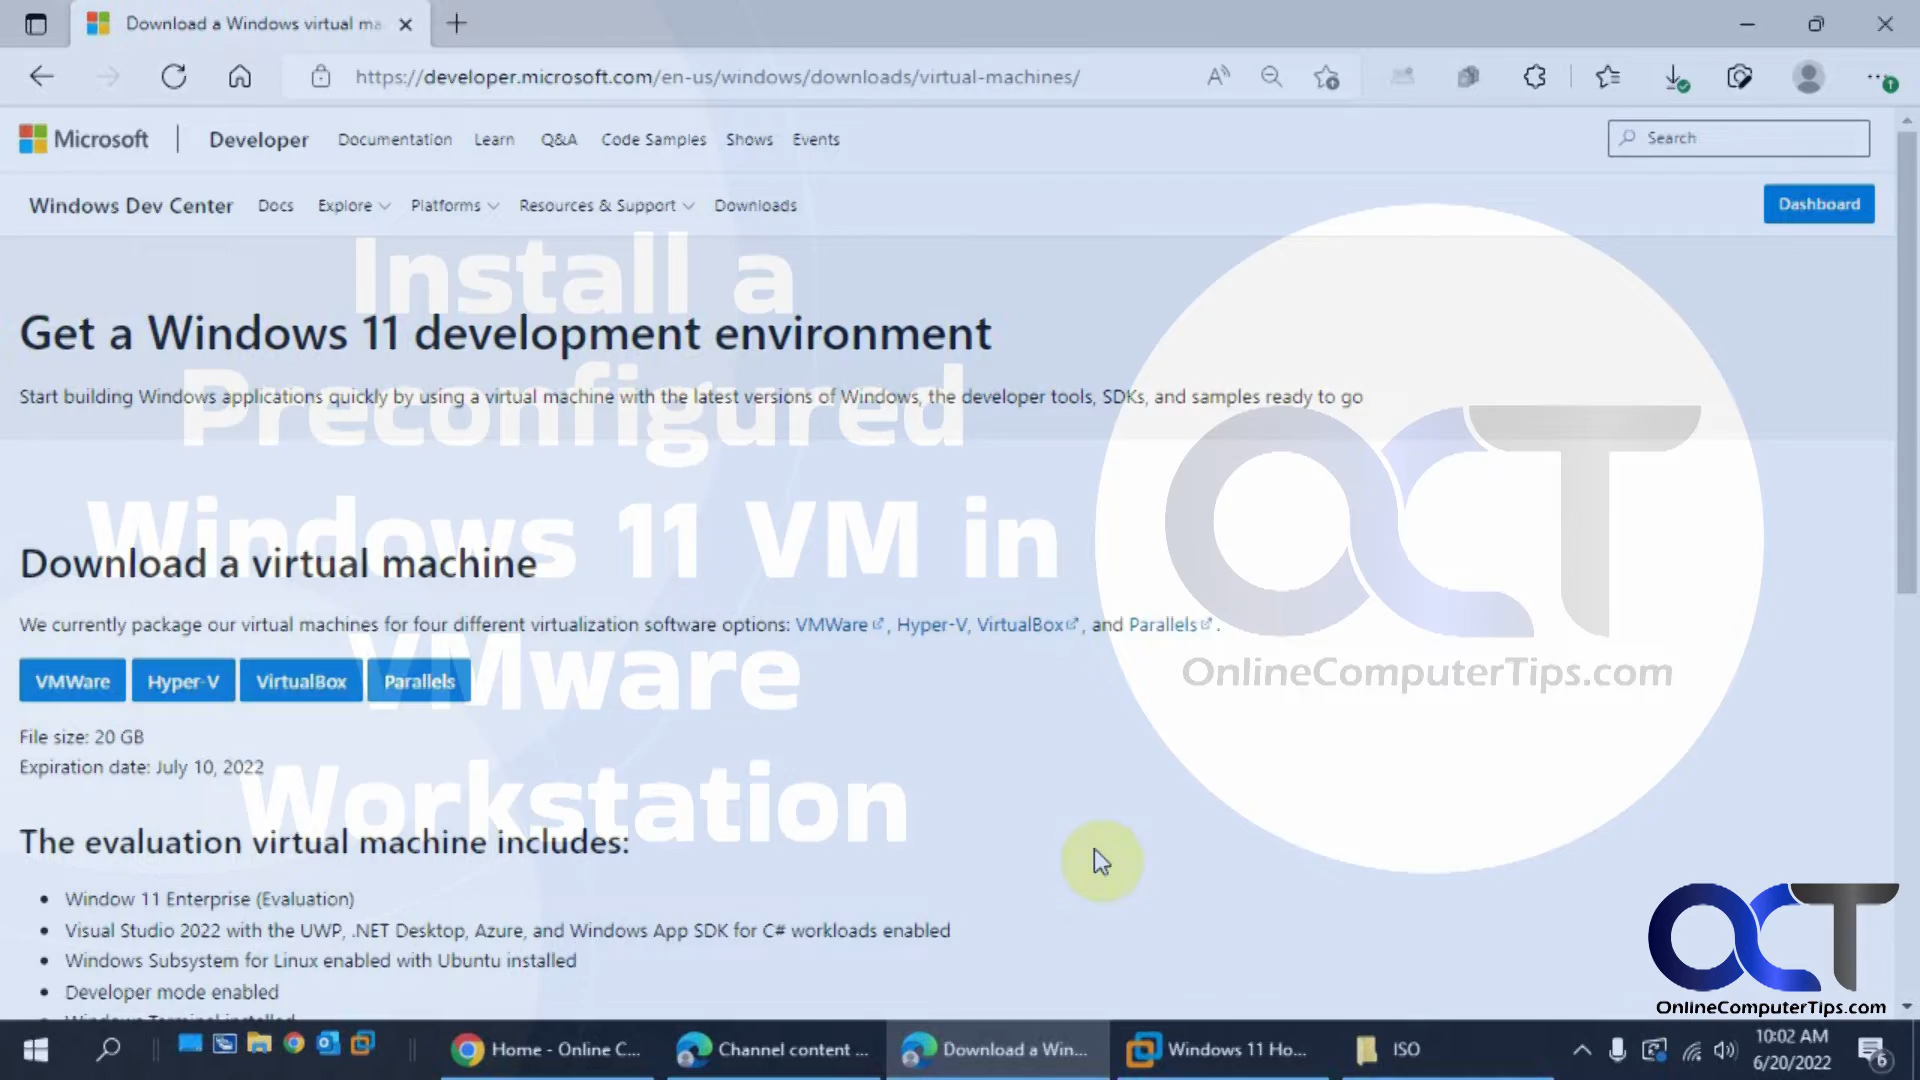 Download a Windows virtual ma
https://developer.microsoft.com/en-us/windows/downloads/virtual-machines/
Microsoft | Developer Documentation Learn Q&A Code Samples Shows Events Search
Windows Dev Center Docs Explore Platforms Resources & Support Downloads Dashboard
Install a
Preconfigured
Windows 11 VM in
VMware
Workstation
Get a Windows 11 development environment
Start building Windows applications quickly by using a virtual machine with the latest versions of Windows, the developer tools, SDKs, and samples ready to go
OCT
OnlineComputerTips.com
Download a virtual machine
We currently package our virtual machines for four different virtualization software options: VMWare, Hyper-V, VirtualBox, and Parallels.
VMWare Hyper-V VirtualBox Parallels
File size: 20 GB
Expiration date: July 10, 2022
The evaluation virtual machine includes:
• Window 11 Enterprise (Evaluation)
• Visual Studio 2022 with the UWP, .NET Desktop, Azure, and Windows App SDK for C# workloads enabled
• Windows Subsystem for Linux enabled with Ubuntu installed
• Developer mode enabled
• Windows Terminal installed
OCT
OnlineComputerTips.com
Home - Online C... Channel content ... Download a Win... Windows 11 Ho... ISO
10:02 AM
6/20/2022
6